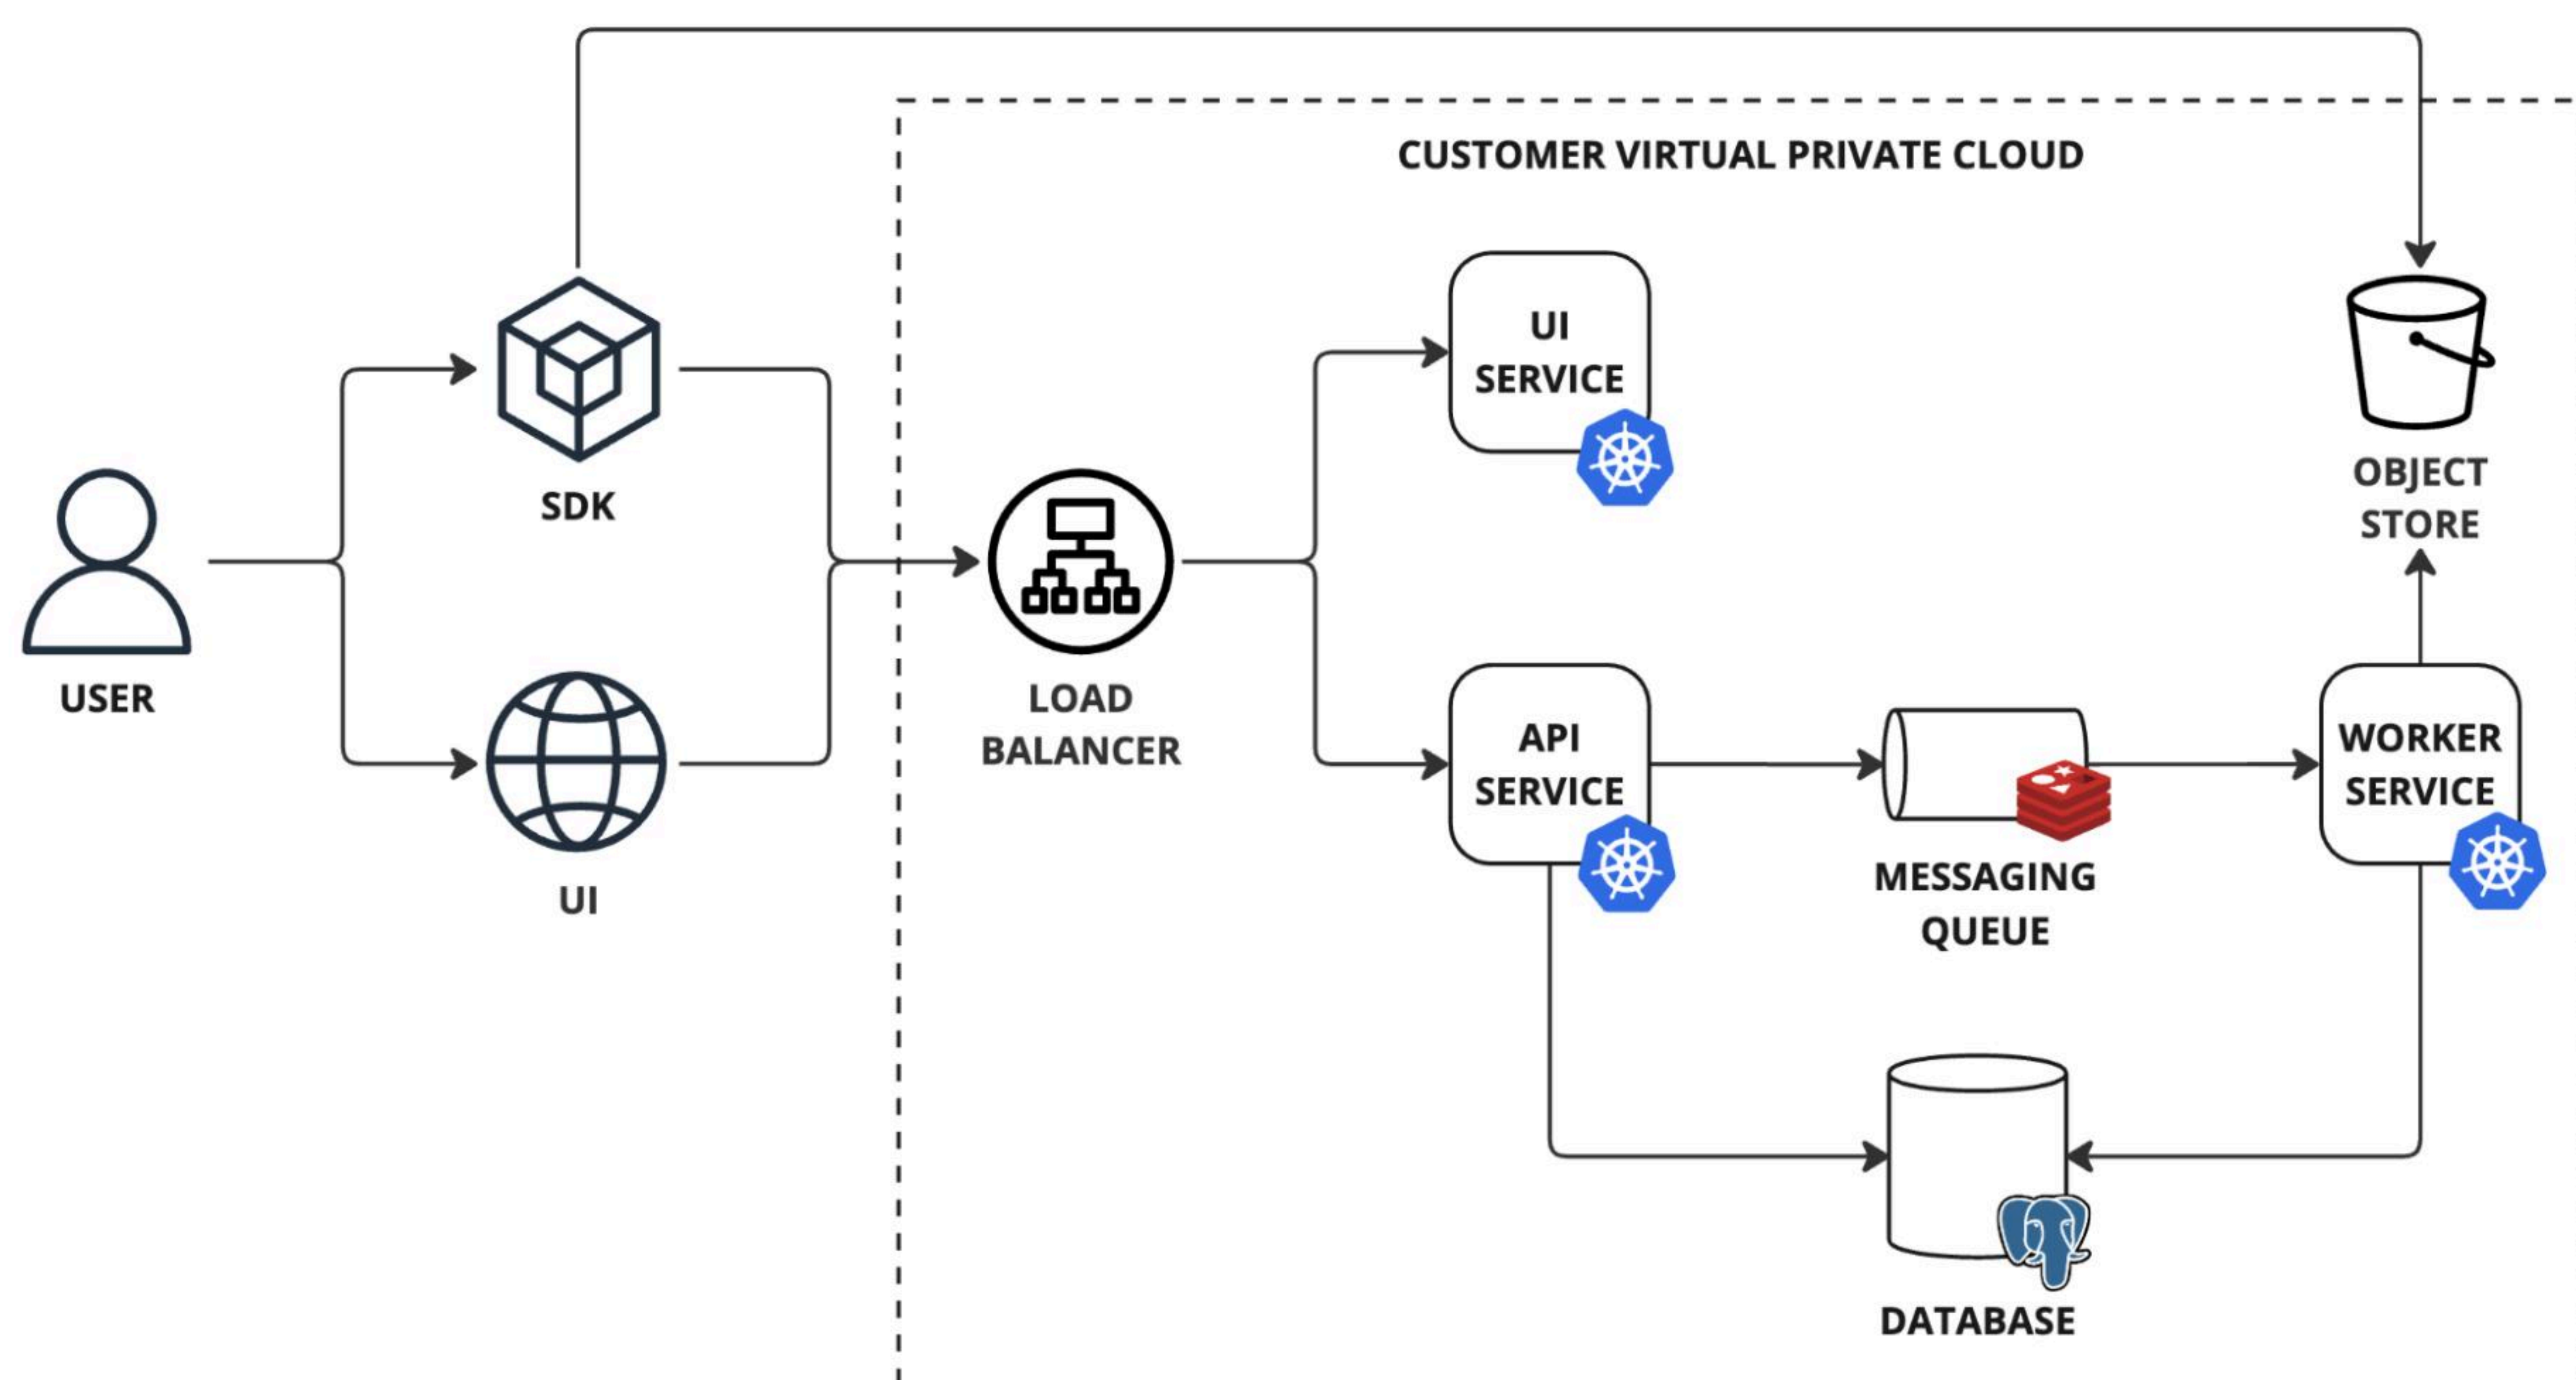 CUSTOMER VIRTUAL PRIVATE CLOUD
USER
SDK
UI
LOAD
BALANCER
UI
SERVICE
API
SERVICE
MESSAGING
QUEUE
WORKER
SERVICE
OBJECT
STORE
DATABASE